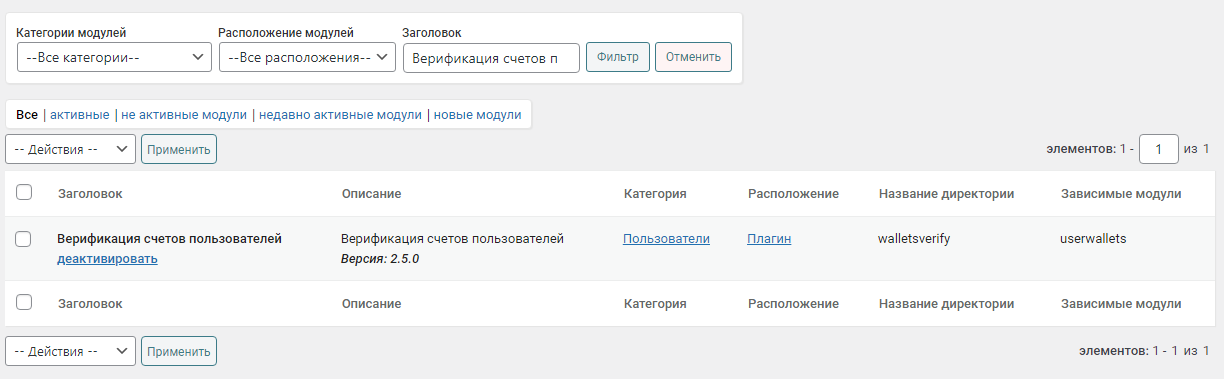 Категории модулей Расположение модулей Заголовок
--Все категории-- --Все расположения-- Верификация счетов п Фильтр Отменить
Все | активные | не активные модули | недавно активные модули | новые модули
-- Действия -- Применить элементов: 1 - 1 из 1
Заголовок Описание Категория Расположение Название директории Зависимые модули
Верификация счетов пользователей Верификация счетов пользователей Пользователи Плагин walletsverify userwallets
деактивировать Версия: 2.5.0
Заголовок Описание Категория Расположение Название директории Зависимые модули
-- Действия -- Применить элементов: 1 - 1 из 1